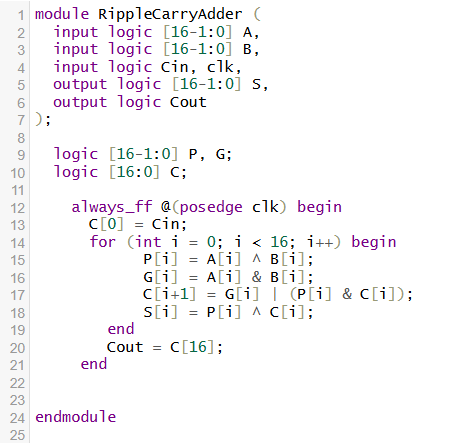 1 module RippleCarryAdder (
2   input logic [16-1:0] A,
3   input logic [16-1:0] B,
4   input logic Cin, clk,
5   output logic [16-1:0] S,
6   output logic Cout
7 );
8
9   logic [16-1:0] P, G;
10   logic [16:0] C;
11
12     always_ff @(posedge clk) begin
13       C[0] = Cin;
14       for (int i = 0; i < 16; i++) begin
15             P[i] = A[i] ^ B[i];
16             G[i] = A[i] & B[i];
17             C[i+1] = G[i] | (P[i] & C[i]);
18             S[i] = P[i] ^ C[i];
19         end
20         Cout = C[16];
21      end
22
23
24 endmodule
25